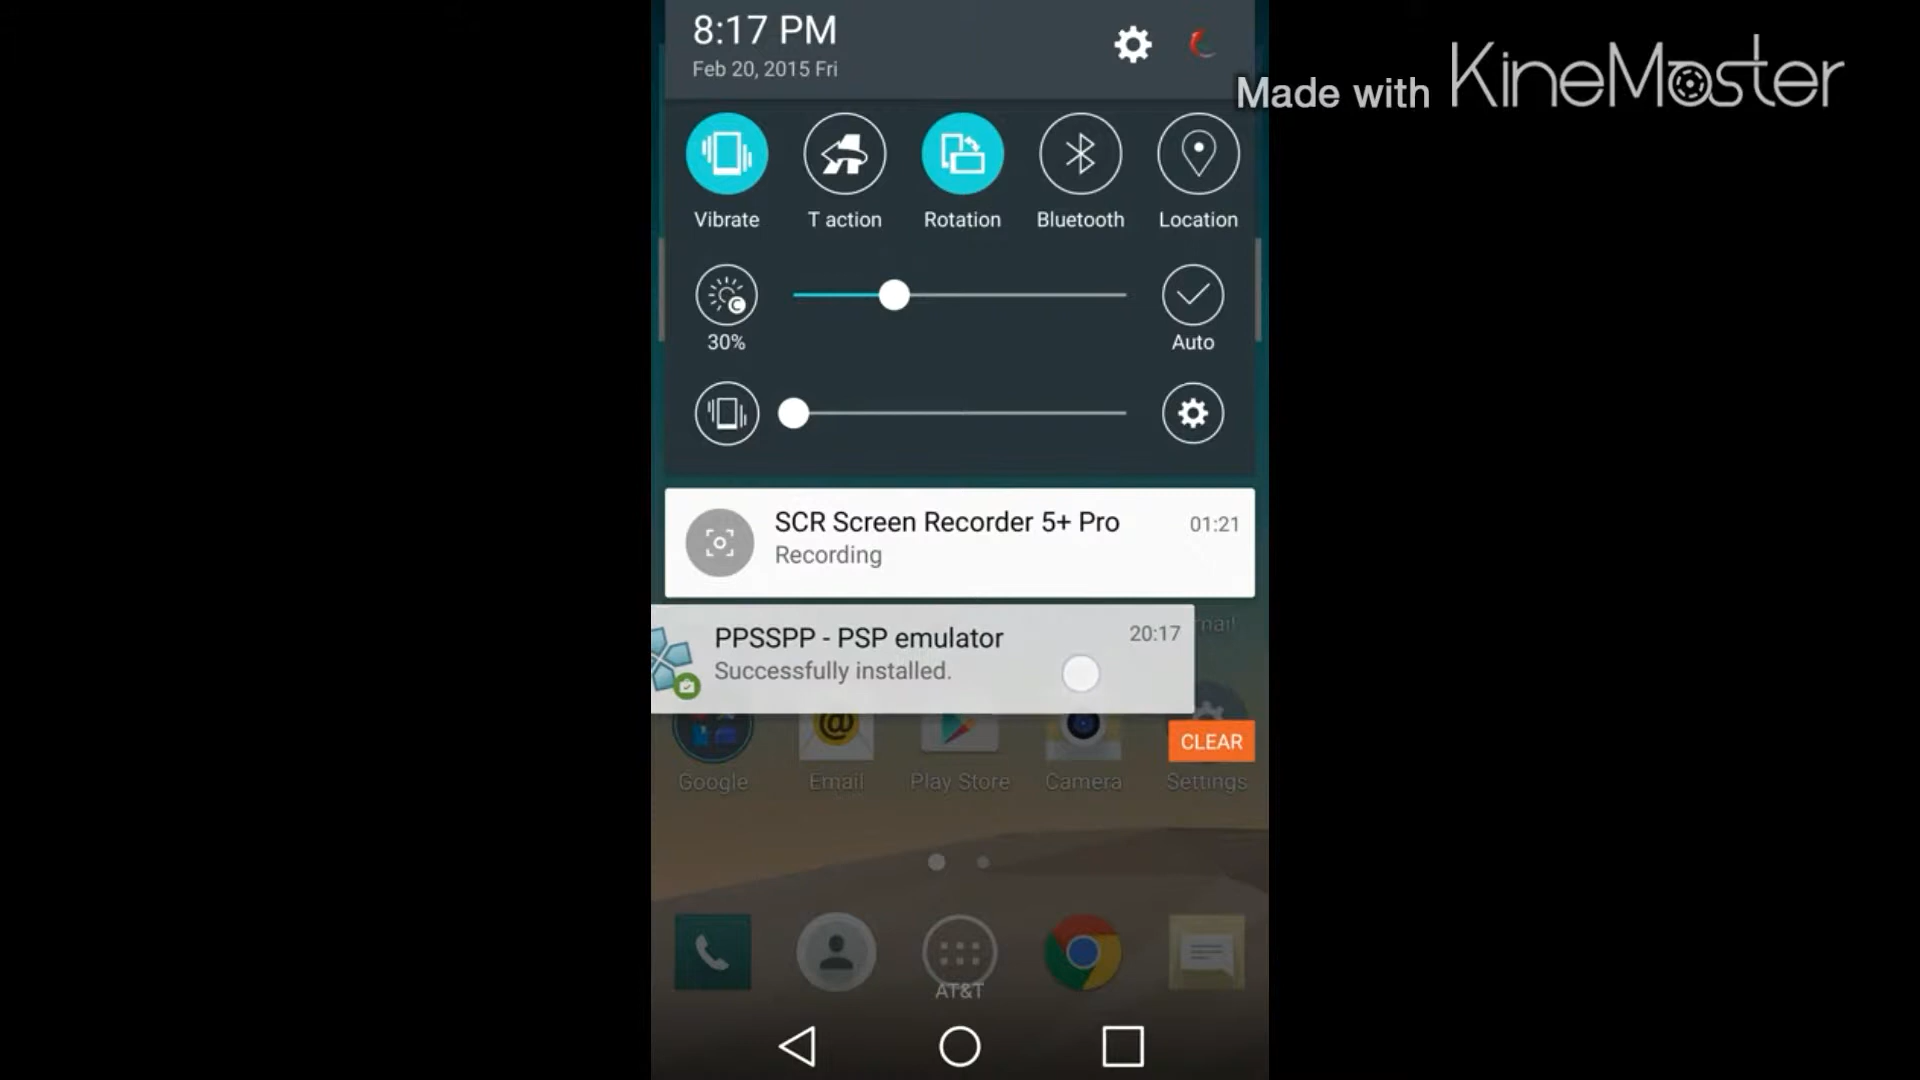 8:17 PM
Feb 20, 2015 Fri
Made with KineMaster
Vibrate
T action
Rotation
Bluetooth
Location
30%
Auto
SCR Screen Recorder 5+ Pro
01:21
Recording
PPSSPP - PSP emulator
20:17
Successfully installed.
CLEAR
Google
Email
Play Store
Camera
Settings
AT&T